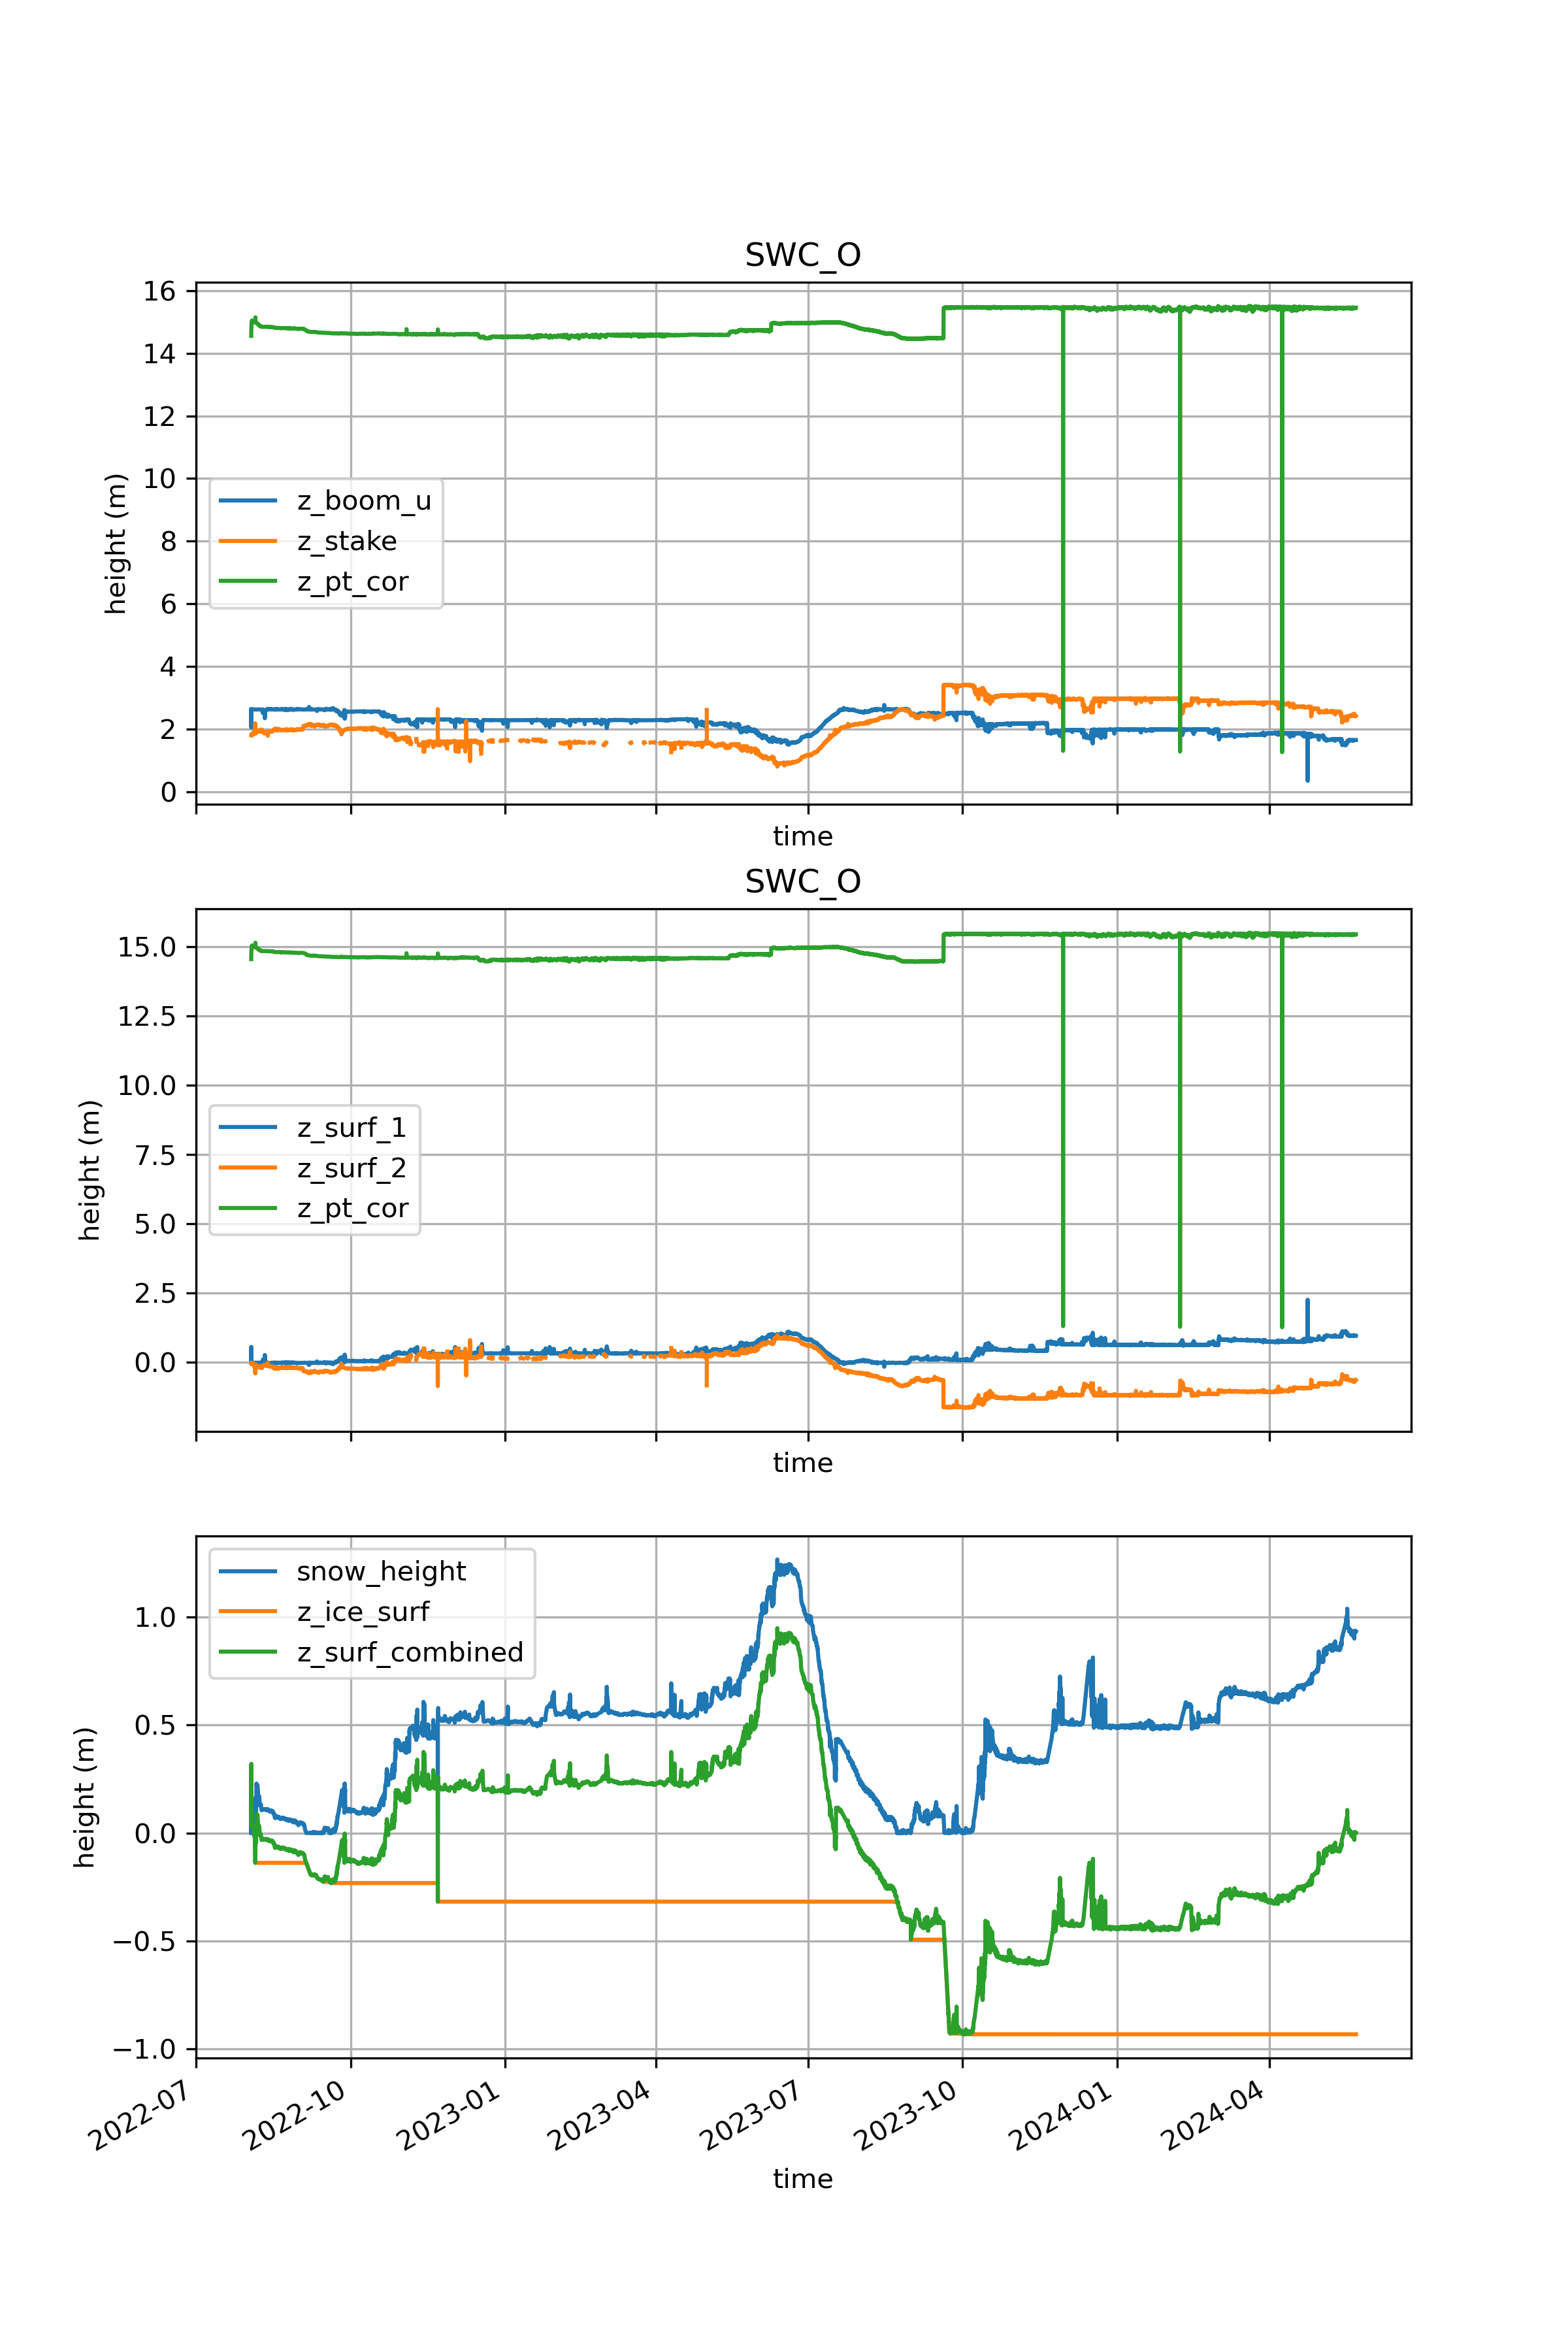 SWC_O
16
14
12
10
8
6
4
2
0
height (m)
z_boom_u
z_stake
z_pt_cor
time
SWC_O
15.0
12.5
10.0
7.5
5.0
2.5
0.0
height (m)
z_surf_1
z_surf_2
z_pt_cor
time
1.0
0.5
0.0
−0.5
−1.0
height (m)
snow_height
z_ice_surf
z_surf_combined
2022-07
2022-10
2023-01
2023-04
2023-07
2023-10
2024-01
2024-04
time